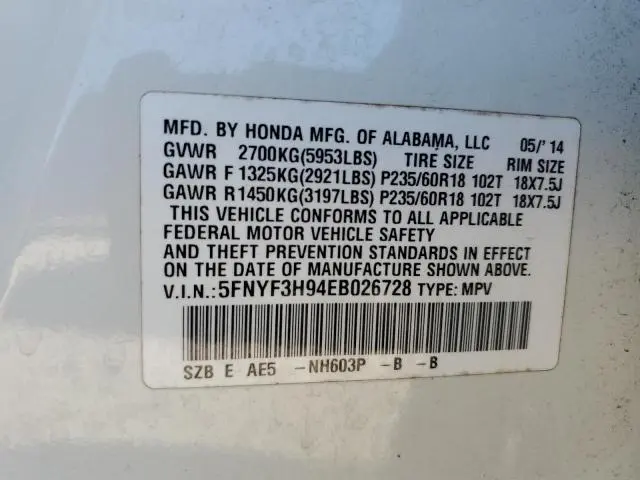 MFD. BY HONDA MFG. OF ALABAMA, LLC 05/'14
GVWR 2700KG(5953LBS) TIRE SIZE RIM SIZE
GAWR F 1325KG(2921LBS) P235/60R18 102T 18X7.5J
GAWR R1450KG(3197LBS) P235/60R18 102T 18X7.5J
THIS VEHICLE CONFORMS TO ALL APPLICABLE
FEDERAL MOTOR VEHICLE SAFETY
AND THEFT PREVENTION STANDARDS IN EFFECT
ON DATE OF MANUFACTURE SHOWN ABOVE.
V.I.N.:5FNYF3H94EB026728 TYPE: MPV
SZB E AE5 -NH603P -B -B